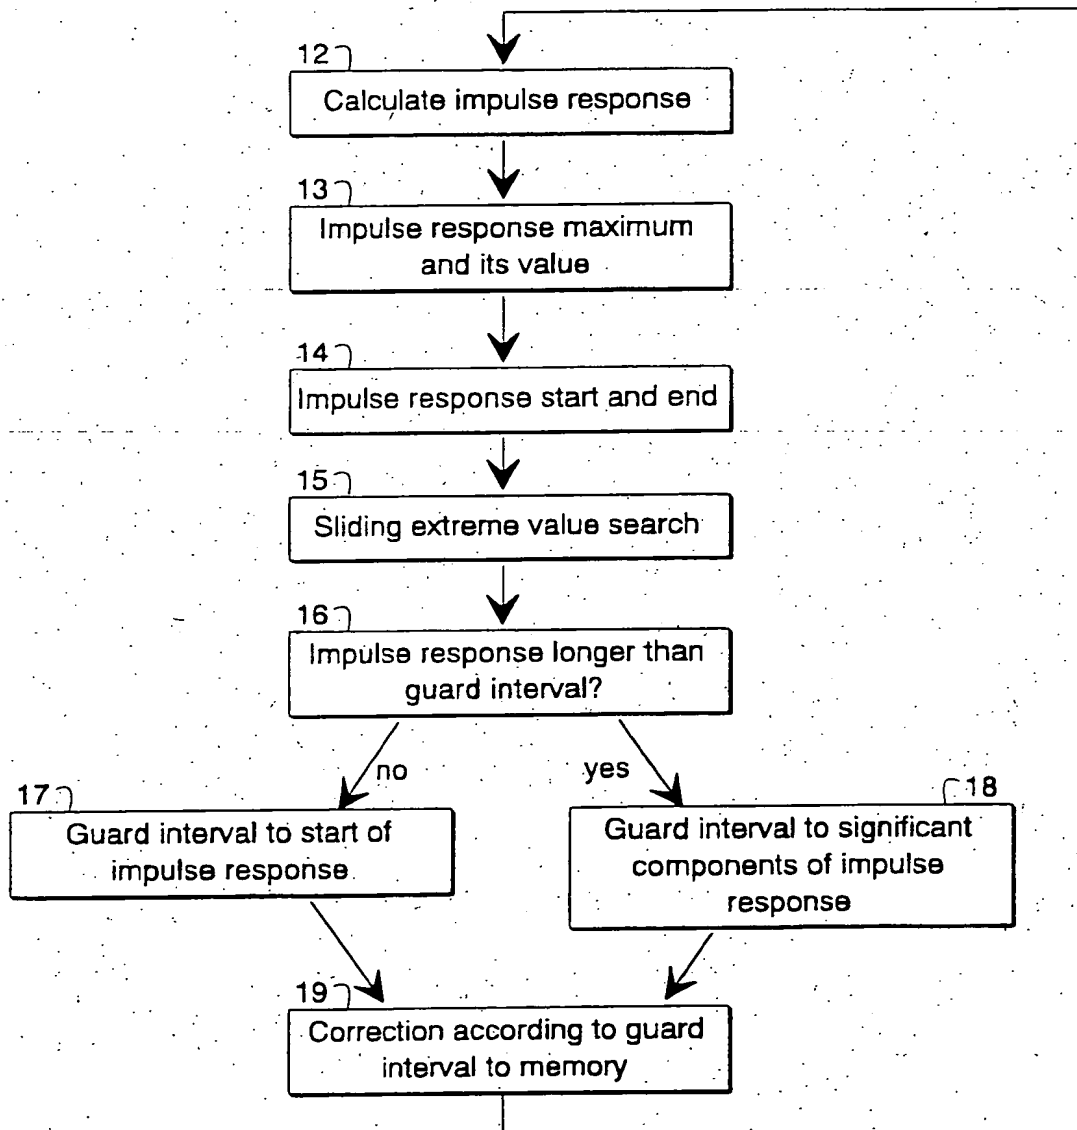 12
Calculate impulse response
13
Impulse response maximum
and its value
14
Impulse response start and end
15
Sliding extreme value search
16
Impulse response longer than
guard interval?
no
yes
17
Guard interval to start of
impulse response
18
Guard interval to significant
components of impulse
response
19
Correction according to guard
interval to memory